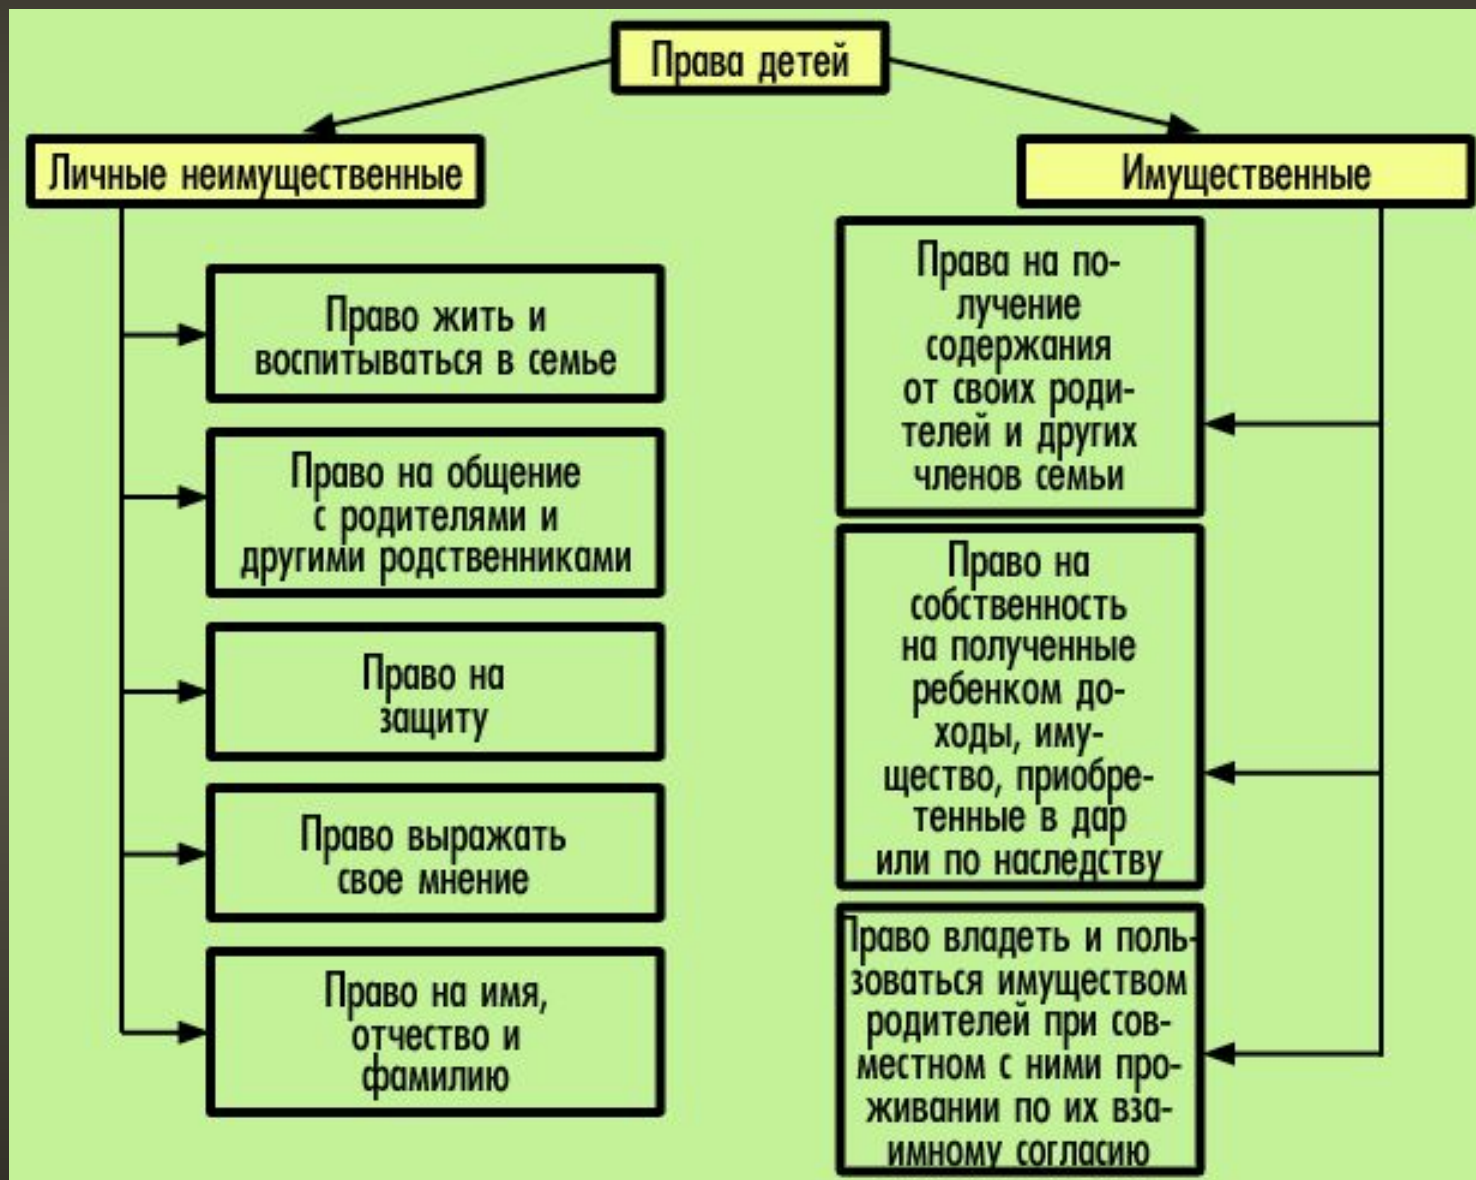 Права детей
Личные неимущественные
Право жить и
воспитываться в семье
Право на общение
с родителями и
другими родственниками
Право на
защиту
Право выражать
свое мнение
Право на имя,
отчество и
фамилию
Имущественные
Права на по-
лучение
содержания
от своих роди-
телей и других
членов семьи
Право на
собственность
на полученные
ребенком до-
ходы, иму-
щество, приобре-
тенные в дар
или по наследству
Право владеть и поль-
зоваться имуществом
родителей при сов-
местном с ними про-
живании по их вза-
имному согласию